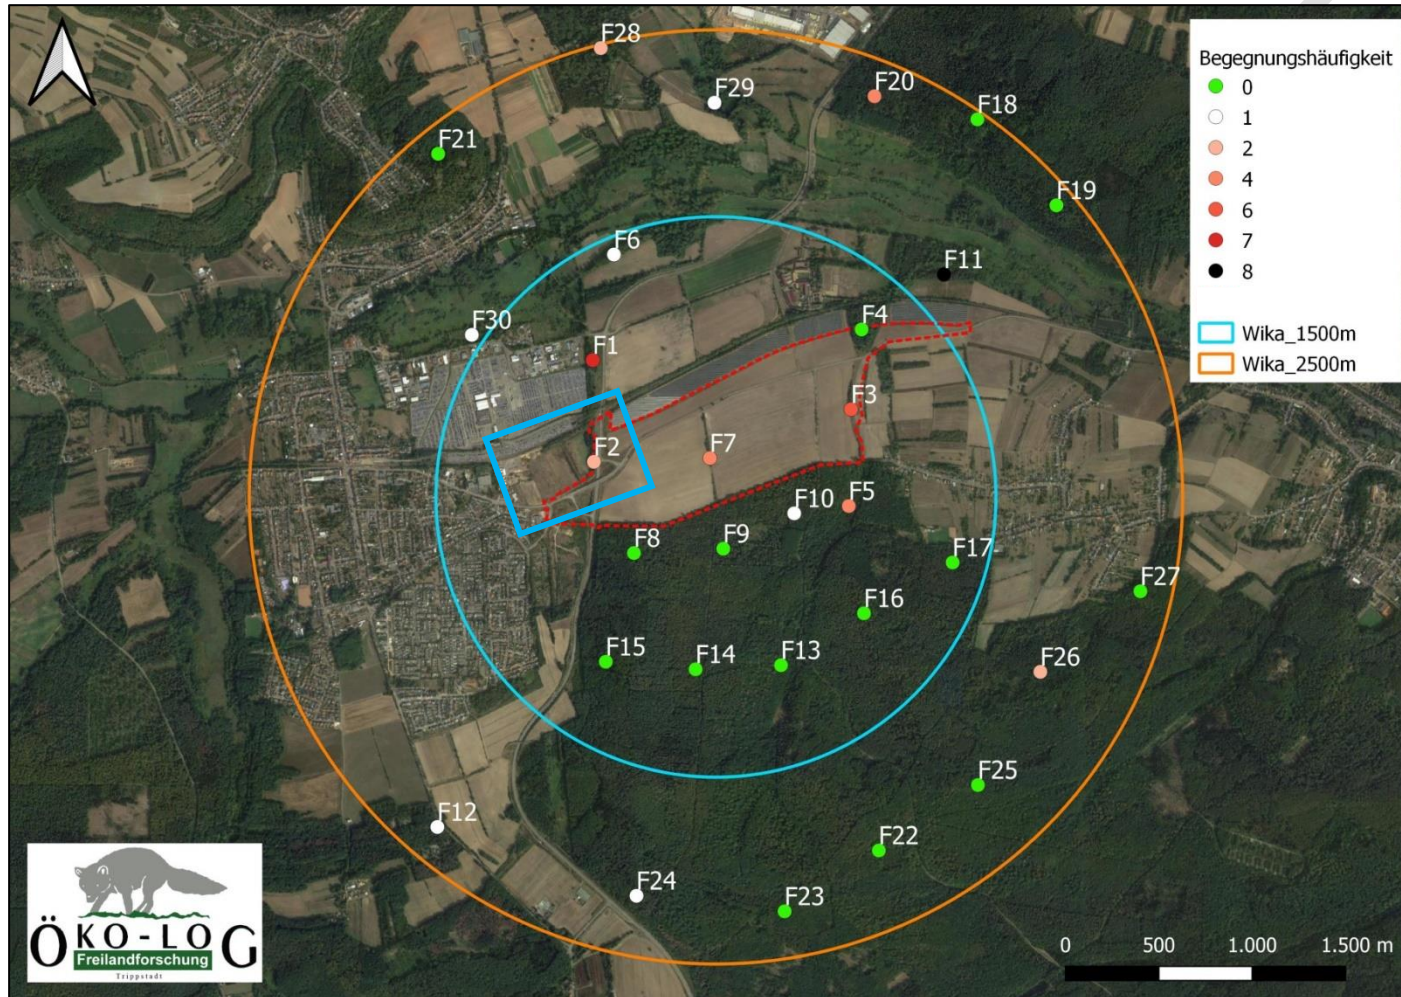 F28
F29
F20
F18
F21
F19
F6
F11
F30
F4
F1
F3
F2
F7
F10
F5
F8
F9
F17
F27
F16
F15
F14
F13
F26
F25
F12
F22
F24
F23
Begegnungshäufigkeit
0
1
2
4
6
7
8
Wika_1500m
Wika_2500m
ÖKO-LOG
Freilandforschung
Trippstadt
0 500 1.000 1.500 m